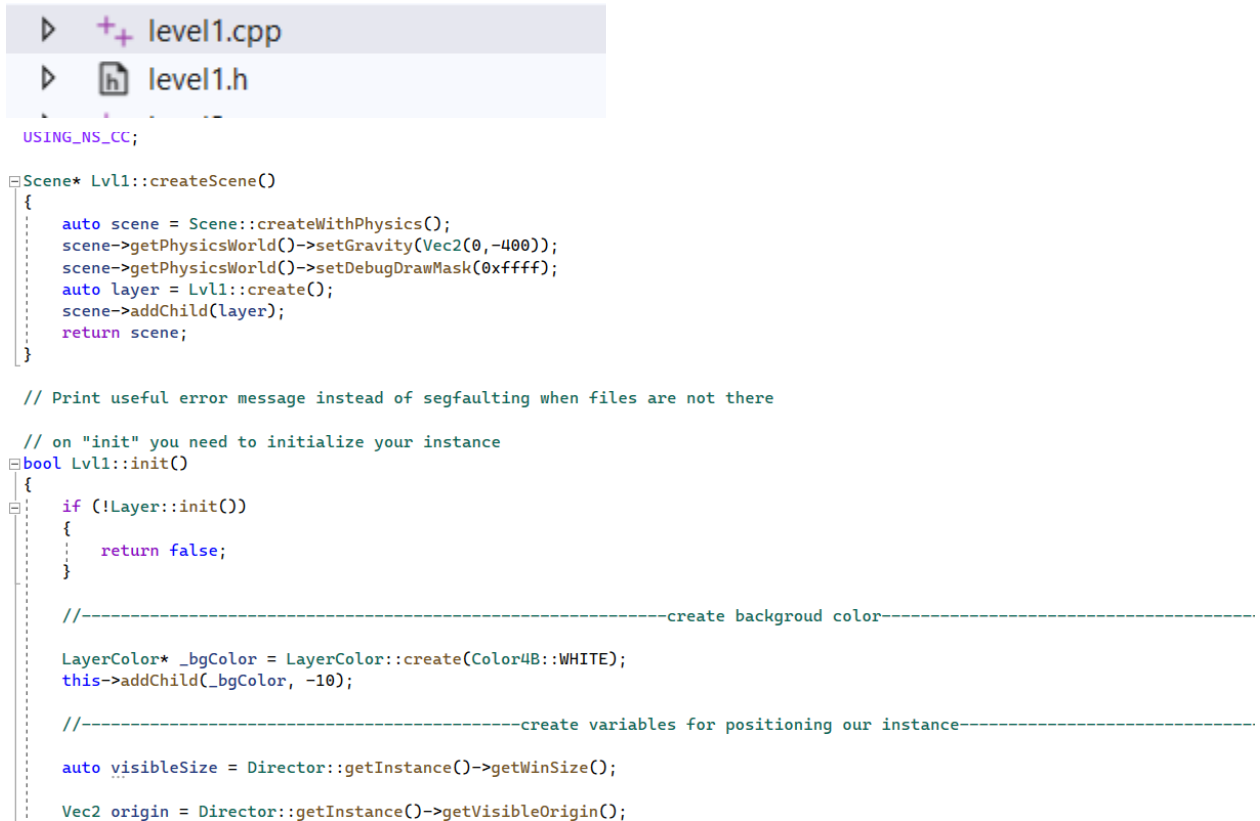 level1.cpp
level1.h
USING_NS_CC;
Scene* Lvl1::createScene()
{
auto scene = Scene::createWithPhysics();
scene->getPhysicsWorld()->setGravity(Vec2(0,-400));
scene->getPhysicsWorld()->setDebugDrawMask(0xffff);
auto layer = Lvl1::create();
scene->addChild(layer);
return scene;
}
// Print useful error message instead of segfaulting when files are not there
// on "init" you need to initialize your instance
bool Lvl1::init()
{
if (!Layer::init())
{
return false;
}
//---------------------------------------------------------------create backgroud color--------------------------------------
LayerColor* _bgColor = LayerColor::create(Color4B::WHITE);
this->addChild(_bgColor, -10);
//---------------------------------------------create variables for positioning our instance------------------------------
auto visibleSize = Director::getInstance()->getWinSize();
Vec2 origin = Director::getInstance()->getVisibleOrigin();